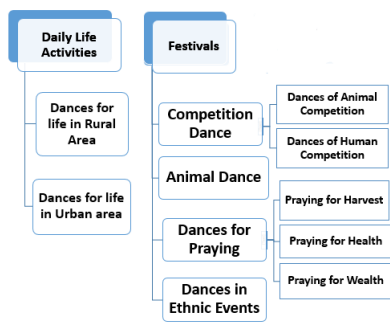 Daily Life
Activities
Dances for
life in Rural
Area
Dances for life
in Urban area
Festivals
Competition
Dance
Dances of Animal
Competition
Dances of Human
Competition
Animal Dance
Dances for
Praying
Praying for Harvest
Praying for Health
Praying for Wealth
Dances in
Ethnic Events